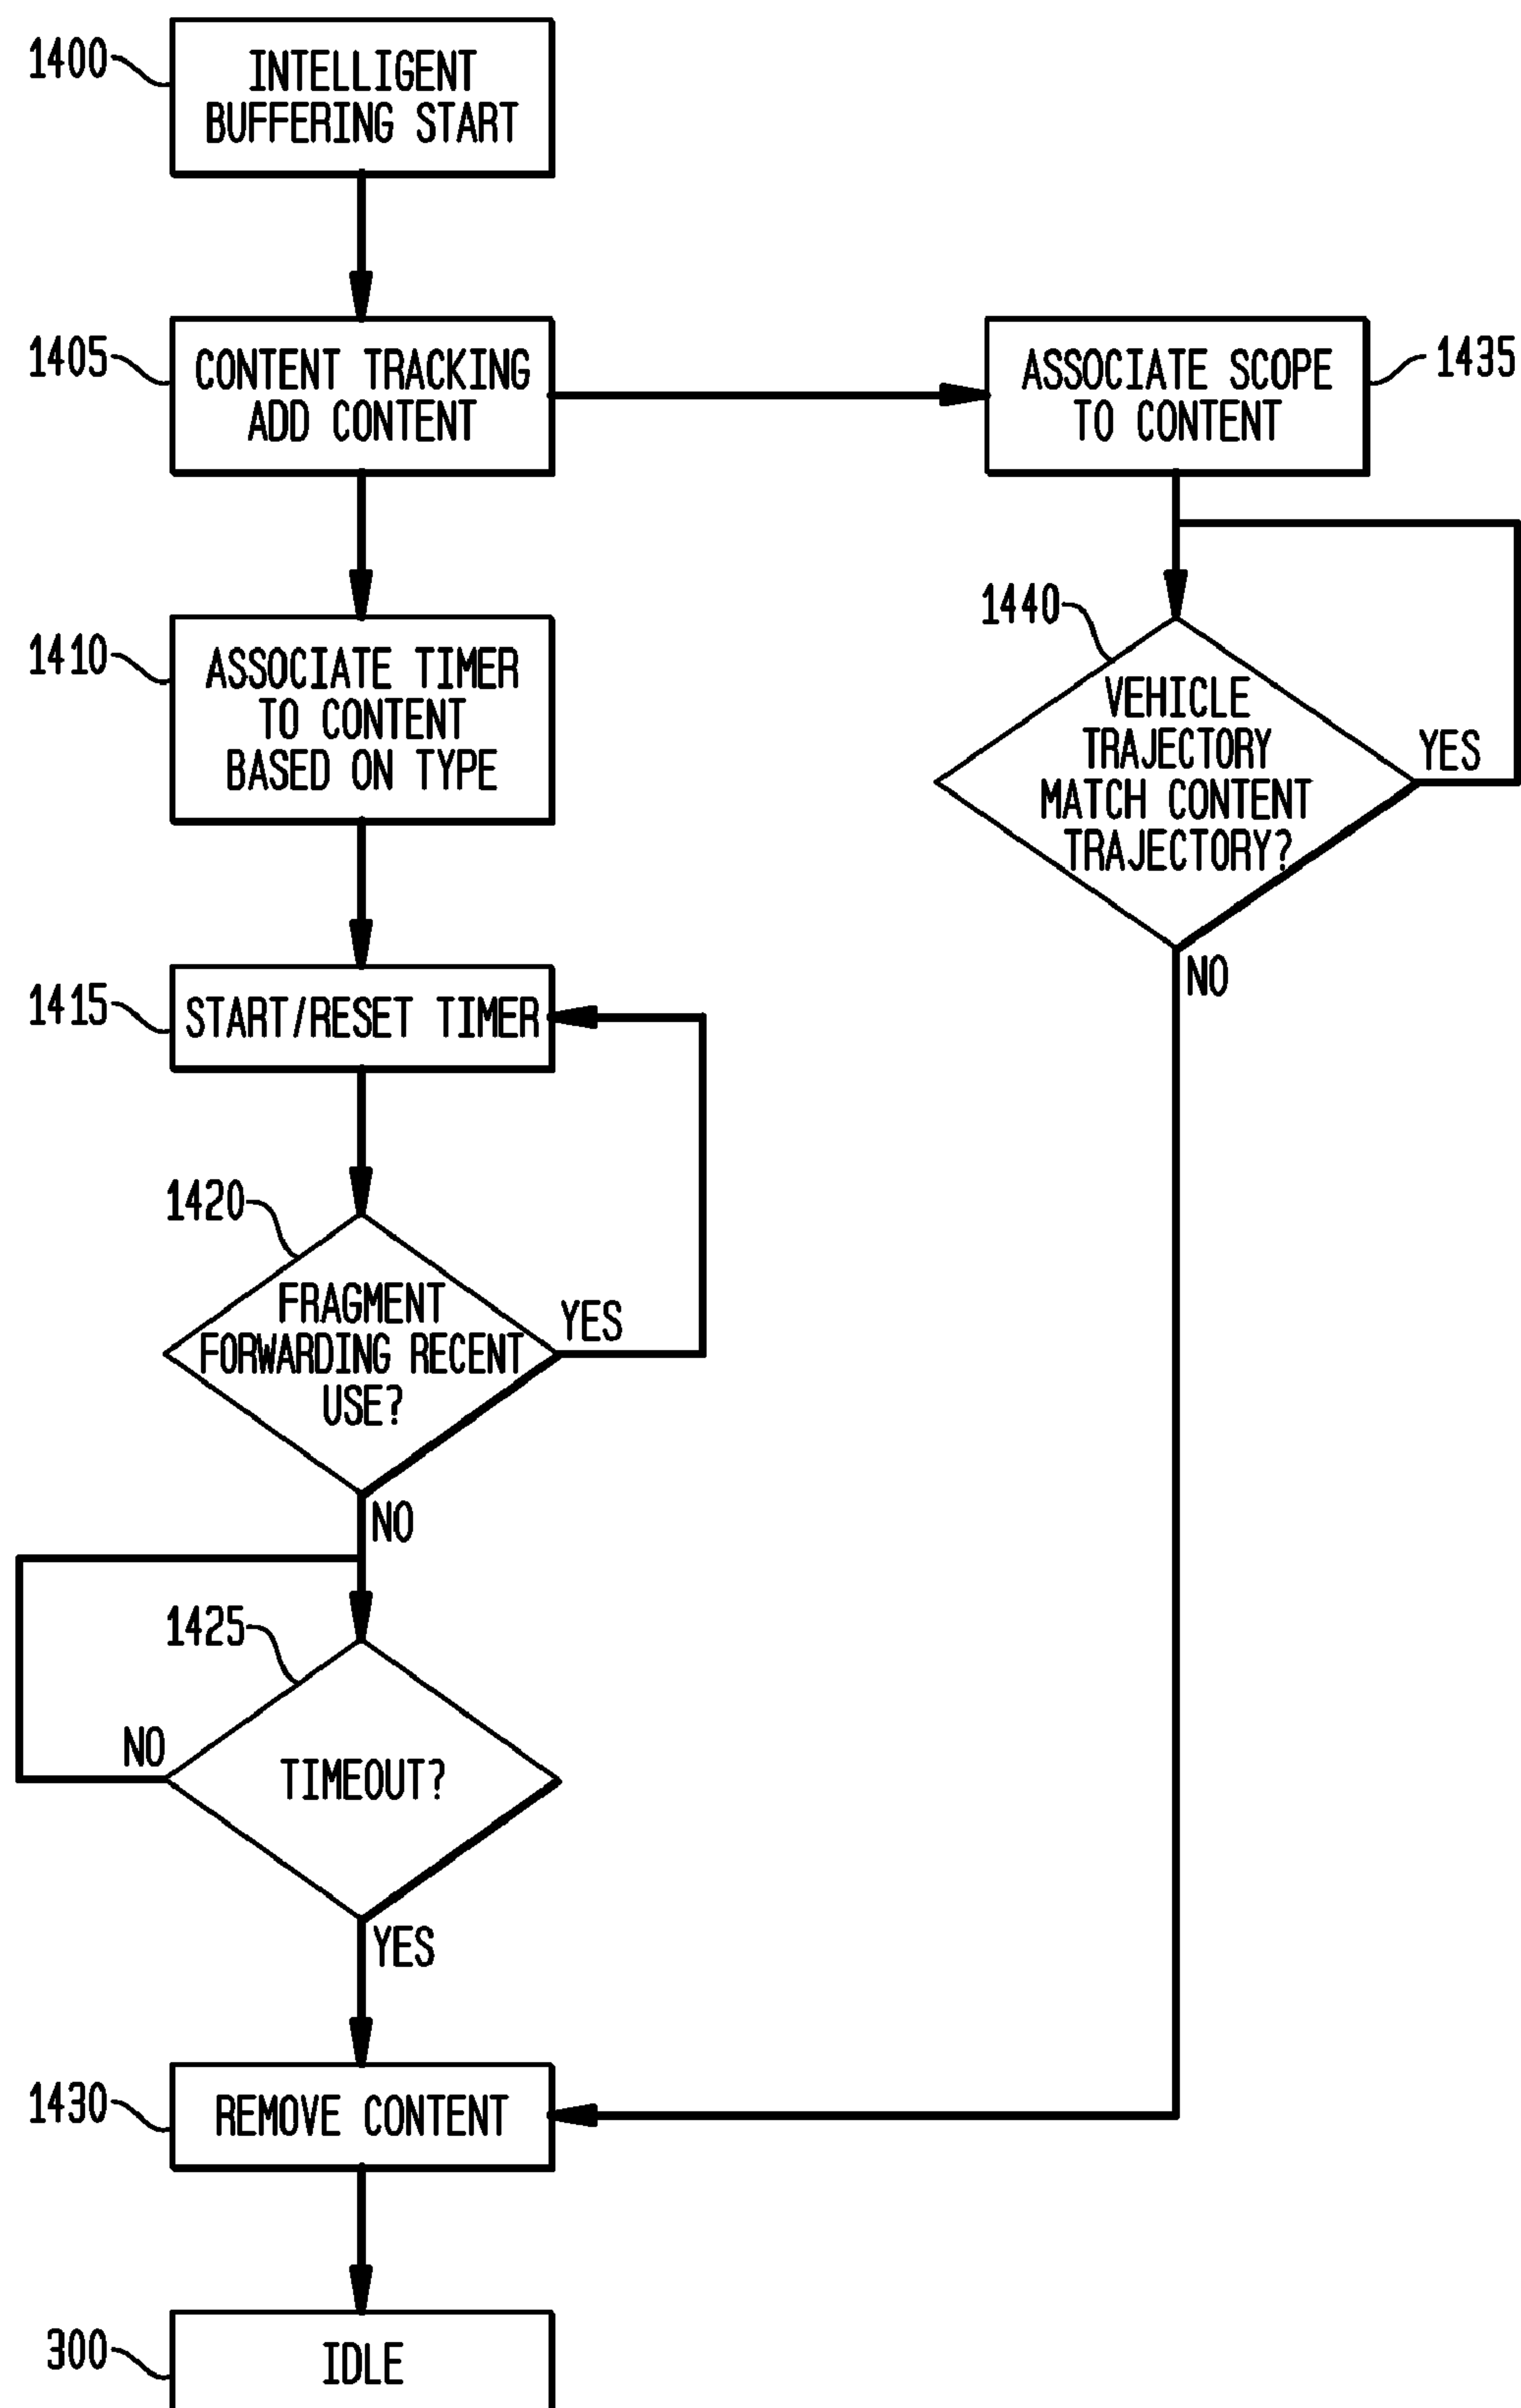 1400
INTELLIGENT
BUFFERING START
1405
CONTENT TRACKING
ADD CONTENT
ASSOCIATE SCOPE
TO CONTENT
1435
1410
ASSOCIATE TIMER
TO CONTENT
BASED ON TYPE
1440
VEHICLE
TRAJECTORY
MATCH CONTENT
TRAJECTORY?
YES
NO
1415
START/RESET TIMER
1420
FRAGMENT
FORWARDING RECENT
USE?
YES
NO
1425
TIMEOUT?
NO
YES
1430
REMOVE CONTENT
300
IDLE